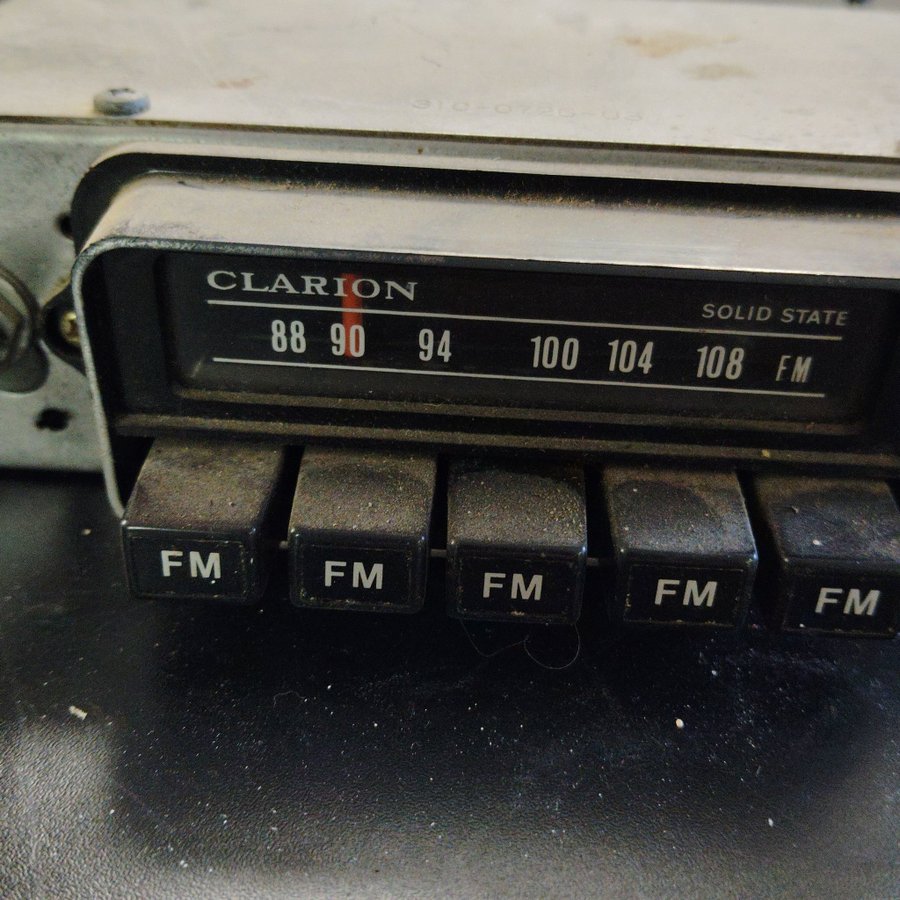 CLARION
SOLID STATE
88 90 94 100 104 108 FM
FM FM FM FM FM